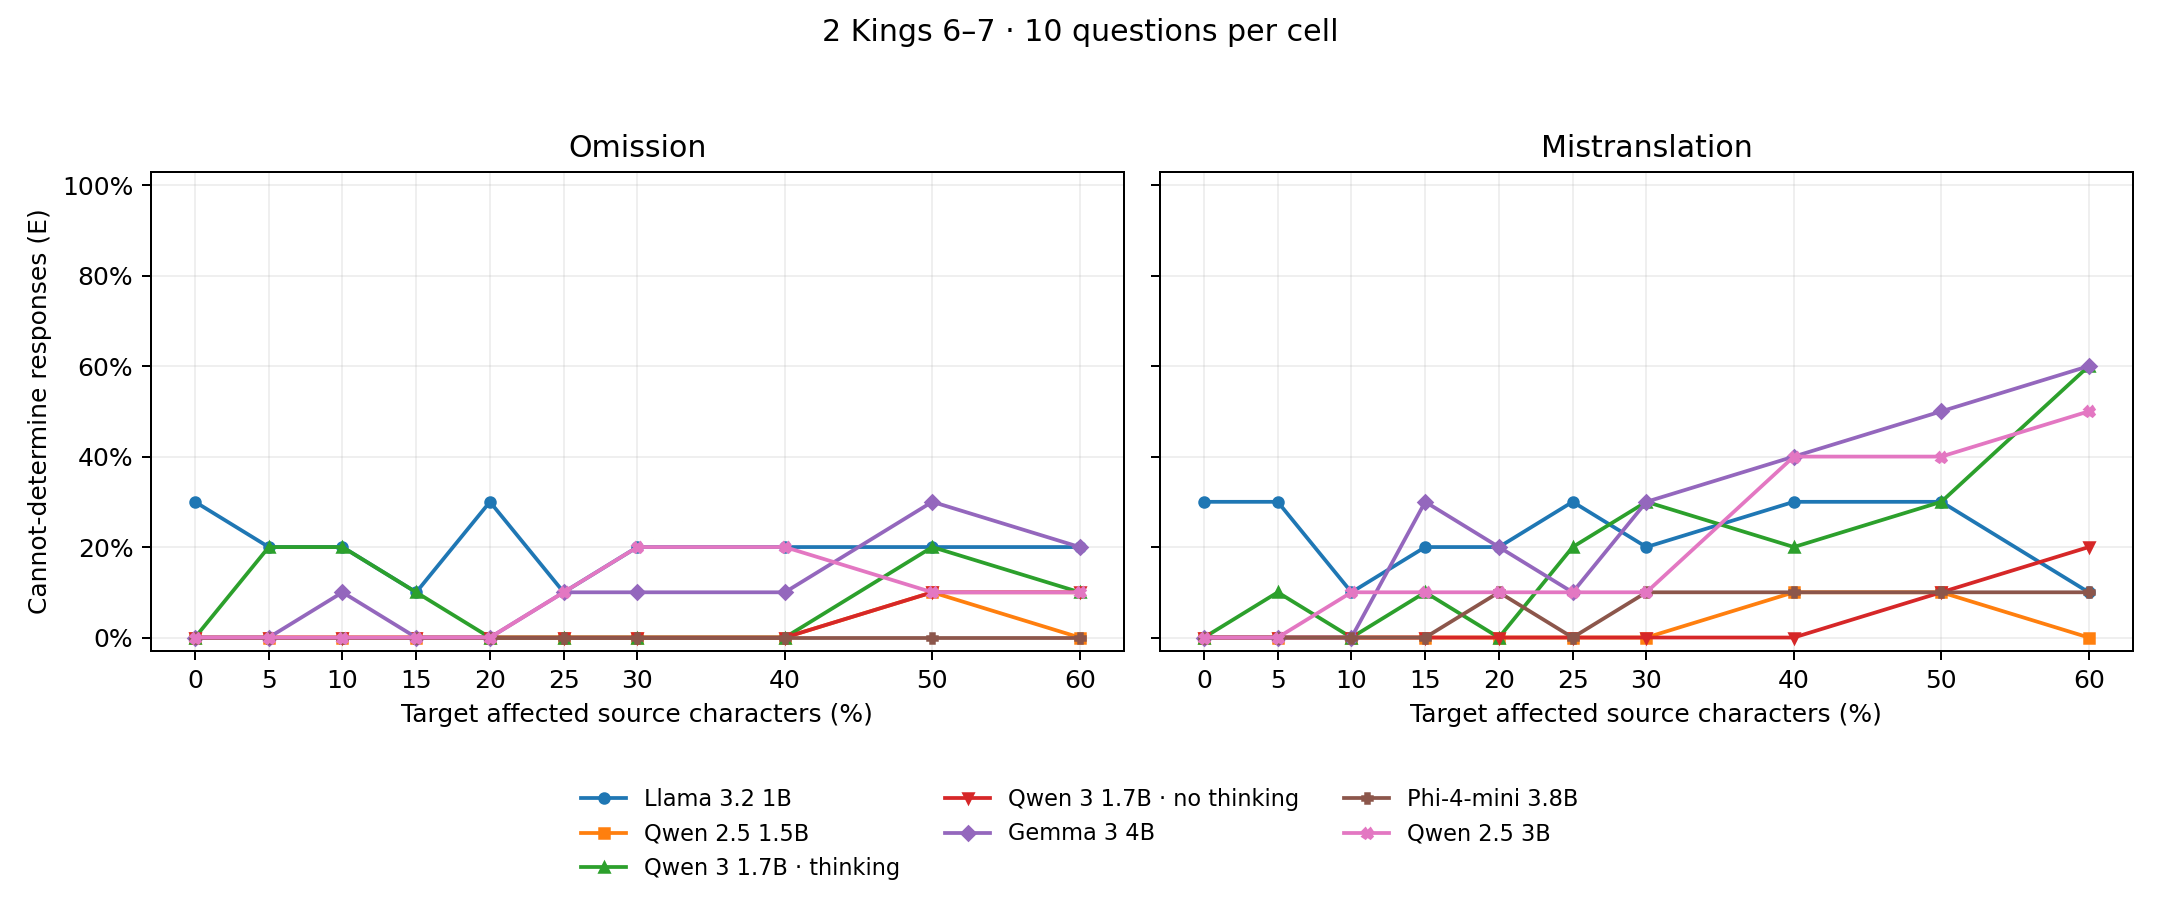 2 Kings 6–7 · 10 questions per cell
Omission
Mistranslation
Cannot-determine responses (E)
100%
80%
60%
40%
20%
0%
0 5 10 15 20 25 30 40 50 60
0 5 10 15 20 25 30 40 50 60
Target affected source characters (%)
Target affected source characters (%)
Llama 3.2 1B
Qwen 2.5 1.5B
Qwen 3 1.7B · thinking
Qwen 3 1.7B · no thinking
Gemma 3 4B
Phi-4-mini 3.8B
Qwen 2.5 3B